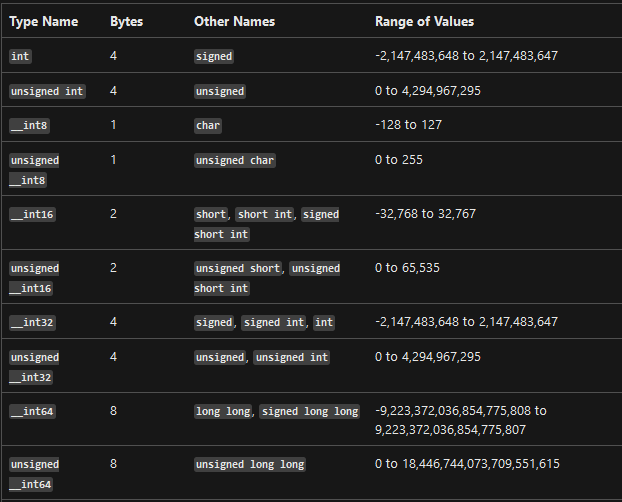 Type Name Bytes Other Names Range of Values
int 4 signed -2,147,483,648 to 2,147,483,647
unsigned int 4 unsigned 0 to 4,294,967,295
__int8 1 char -128 to 127
unsigned __int8 1 unsigned char 0 to 255
__int16 2 short, short int, signed short int -32,768 to 32,767
unsigned __int16 2 unsigned short, unsigned short int 0 to 65,535
__int32 4 signed, signed int, int -2,147,483,648 to 2,147,483,647
unsigned __int32 4 unsigned, unsigned int 0 to 4,294,967,295
__int64 8 long long, signed long long -9,223,372,036,854,775,808 to 9,223,372,036,854,775,807
unsigned __int64 8 unsigned long long 0 to 18,446,744,073,709,551,615